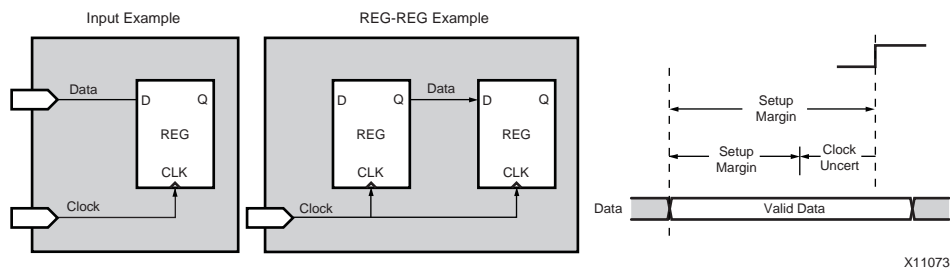 Input Example
REG-REG Example
Data
D
Q
REG
CLK
Clock
D
Q
REG
CLK
Data
D
Q
REG
CLK
Clock
Setup
Margin
Setup
Margin
Clock
Uncert
Data
Valid Data
X11073